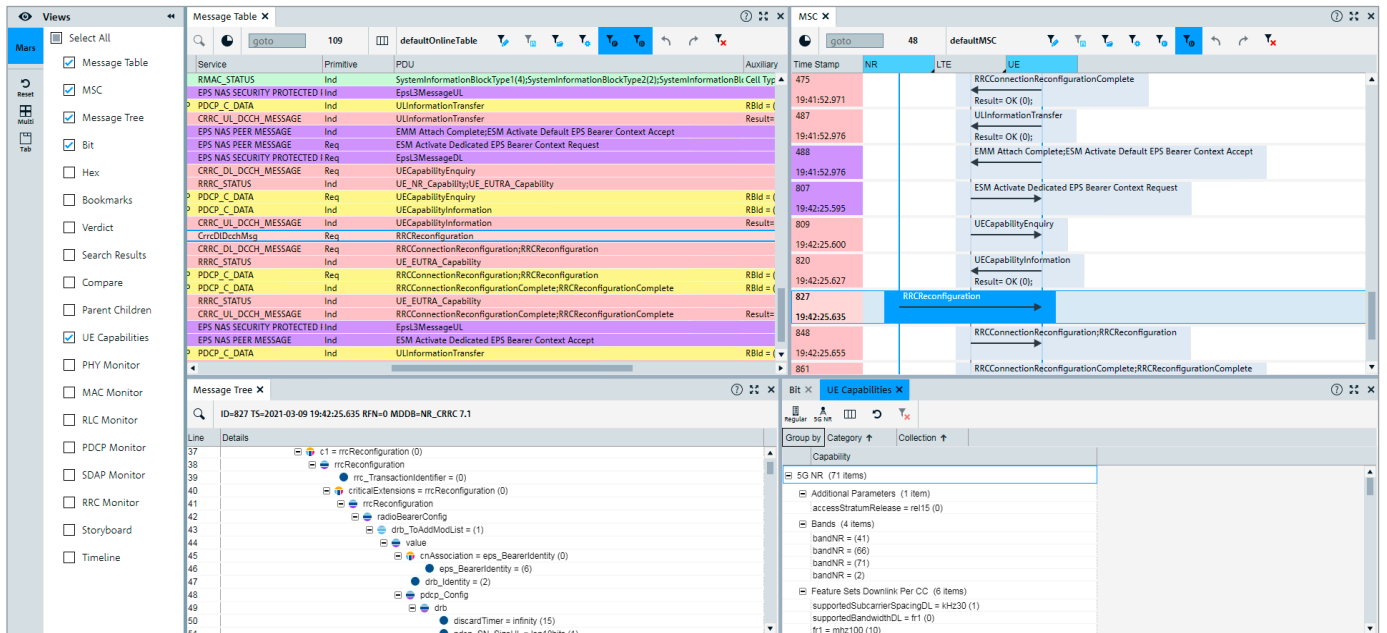 Views
Mars
Reset
Multi
Tab
Select All
Message Table
MSC
Message Tree
Bit
Hex
Bookmarks
Verdict
Search Results
Compare
Parent Children
UE Capabilities
PHY Monitor
MAC Monitor
RLC Monitor
PDCP Monitor
SDAP Monitor
RRC Monitor
Storyboard
Timeline
Message Table
goto 109 defaultOnlineTable
Service Primitive PDU Auxiliary
RMAC_STATUS Ind SystemInformationBlockType1(4);SystemInformationBlockType2(2);SystemInformationBlc Cell Typ
EPS NAS SECURITY PROTECTED I Ind EpsL3MessageUL
PDCP_C_DATA Ind ULInformationTransfer RBId = (
CRRC_UL_DCCH_MESSAGE Ind ULInformationTransfer Result=
EPS NAS PEER MESSAGE Ind EMM Attach Complete;ESM Activate Default EPS Bearer Context Accept
EPS NAS PEER MESSAGE Req ESM Activate Dedicated EPS Bearer Context Request
EPS NAS SECURITY PROTECTED I Req EpsL3MessageDL
CRRC_DL_DCCH_MESSAGE Req UECapabilityEnquiry
RRRC_STATUS Ind UE_NR_Capability;UE_EUTRA_Capability
PDCP_C_DATA Req UECapabilityEnquiry RBId = (
PDCP_C_DATA Ind UECapabilityInformation RBId = (
CRRC_UL_DCCH_MESSAGE Ind UECapabilityInformation Result=
CrrcDlDcchMsg Req RRCReconfiguration
CRRC_DL_DCCH_MESSAGE Req RRCConnectionReconfiguration;RRCReconfiguration
RRRC_STATUS Ind UE_EUTRA_Capability
PDCP_C_DATA Req RRCConnectionReconfiguration;RRCReconfiguration RBId = (
PDCP_C_DATA Ind RRCConnectionReconfigurationComplete;RRCReconfigurationComplete RBId = (
RRRC_STATUS Ind UE_EUTRA_Capability
CRRC_UL_DCCH_MESSAGE Ind RRCConnectionReconfigurationComplete;RRCReconfigurationComplete Result=
EPS NAS SECURITY PROTECTED I Ind EpsL3MessageUL
EPS NAS PEER MESSAGE Ind ESM Activate Dedicated EPS Bearer Context Accept
PDCP_C_DATA Ind ULInformationTransfer RBId = (
MSC
goto 48 defaultMSC
Time Stamp NR LTE UE
475 RRCConnectionReconfigurationComplete
19:41:52.971 Result= OK (0);
487 ULInformationTransfer
19:41:52.976 Result= OK (0);
488 EMM Attach Complete;ESM Activate Default EPS Bearer Context Accept
19:41:52.976
807 ESM Activate Dedicated EPS Bearer Context Request
19:42:25.595
809 UECapabilityEnquiry
19:42:25.600
820 UECapabilityInformation
19:42:25.627 Result= OK (0);
827 RRCReconfiguration
19:42:25.635
848 RRCConnectionReconfiguration;RRCReconfiguration
19:42:25.655
861 RRCConnectionReconfigurationComplete;RRCReconfigurationComplete
Message Tree
ID=827 TS=2021-03-09 19:42:25.635 RFN=0 MDDB=NR_CRRC 7.1
Line Details
37 c1 = rrcReconfiguration (0)
38 rrcReconfiguration
39 rrc_TransactionIdentifier = (0)
40 criticalExtensions = rrcReconfiguration (0)
41 rrcReconfiguration
42 radioBearerConfig
43 drb_ToAddModList = (1)
44 value
45 cnAssociation = eps_BearerIdentity (0)
46 eps_BearerIdentity = (6)
47 drb_Identity = (2)
48 pdcp_Config
49 drb
50 discardTimer = infinity (15)
Bit UE Capabilities
Regular 5G NR
Group by Category Collection
Capability
5G NR (71 items)
Additional Parameters (1 item)
accessStratumRelease = rel15 (0)
Bands (4 items)
bandNR = (41)
bandNR = (66)
bandNR = (71)
bandNR = (2)
Feature Sets Downlink Per CC (6 items)
supportedSubcarrierSpacingDL = kHz30 (1)
supportedBandwidthDL = fr1 (0)
fr1 = mhz100 (10)